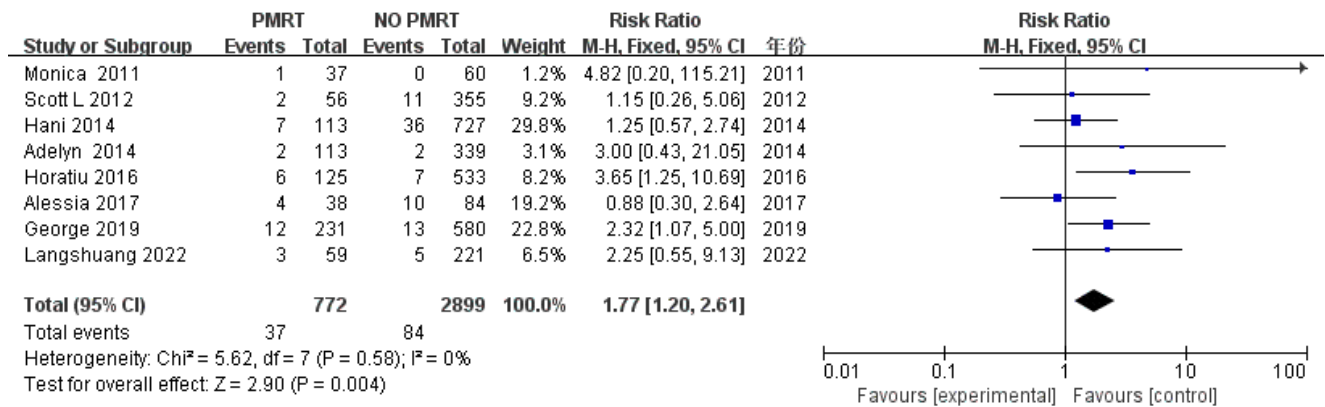 PMRT NO PMRT Risk Ratio Risk Ratio
Study or Subgroup Events Total Events Total Weight M-H, Fixed, 95% CI 年份 M-H, Fixed, 95% CI
Monica 2011 1 37 0 60 1.2% 4.82 [0.20, 115.21] 2011
Scott L 2012 2 56 11 355 9.2% 1.15 [0.26, 5.06] 2012
Hani 2014 7 113 36 727 29.8% 1.25 [0.57, 2.74] 2014
Adelyn 2014 2 113 2 339 3.1% 3.00 [0.43, 21.05] 2014
Horatiu 2016 6 125 7 533 8.2% 3.65 [1.25, 10.69] 2016
Alessia 2017 4 38 10 84 19.2% 0.88 [0.30, 2.64] 2017
George 2019 12 231 13 580 22.8% 2.32 [1.07, 5.00] 2019
Langshuang 2022 3 59 5 221 6.5% 2.25 [0.55, 9.13] 2022
Total (95% CI) 772 2899 100.0% 1.77 [1.20, 2.61]
Total events 37 84
Heterogeneity: Chi² = 5.62, df = 7 (P = 0.58); I² = 0%
Test for overall effect: Z = 2.90 (P = 0.004)
0.01 0.1 1 10 100
Favours [experimental] Favours [control]